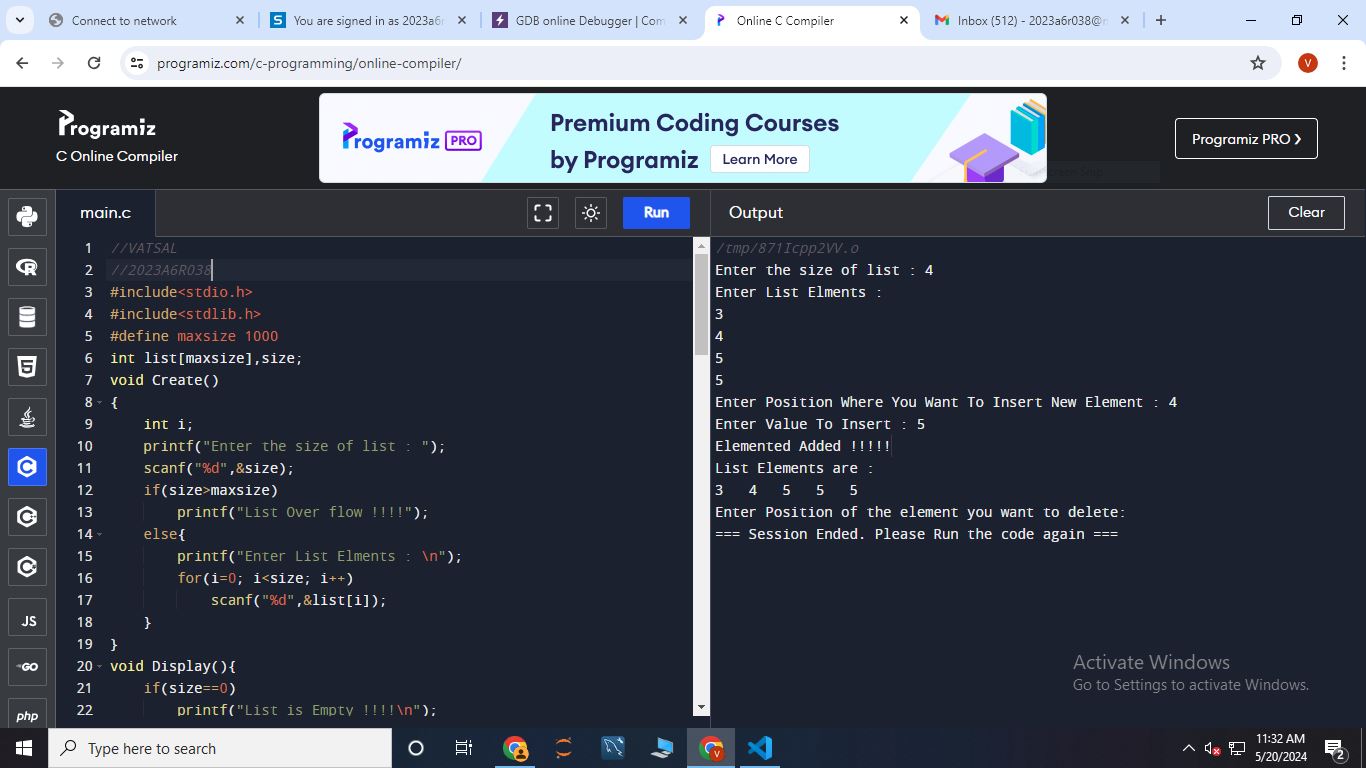 Connect to network
You are signed in as 2023a6r
GDB online Debugger | Com
Online C Compiler
Inbox (512) - 2023a6r038@n
programiz.com/c-programming/online-compiler/
V
Programiz
C Online Compiler
Programiz PRO
Premium Coding Courses
by Programiz
Learn More
Programiz PRO
main.c
Run
Output
Clear
1 //VATSAL
2 //2023A6R038
3 #include<stdio.h>
4 #include<stdlib.h>
5 #define maxsize 1000
6 int list[maxsize],size;
7 void Create()
8 {
9 int i;
10 printf("Enter the size of list : ");
11 scanf("%d",&size);
12 if(size>maxsize)
13 printf("List Over flow !!!!");
14 else{
15 printf("Enter List Elments : \n");
16 for(i=0; i<size; i++)
17 scanf("%d",&list[i]);
18 }
19 }
20 void Display(){
21 if(size==0)
22 printf("List is Empty !!!!\n");
/tmp/871Icpp2VV.o
Enter the size of list : 4
Enter List Elments :
3
4
5
5
Enter Position Where You Want To Insert New Element : 4
Enter Value To Insert : 5
Elemented Added !!!!!
List Elements are :
3 4 5 5 5
Enter Position of the element you want to delete:
=== Session Ended. Please Run the code again ===
JS
GO
php
Activate Windows
Go to Settings to activate Windows.
Type here to search
11:32 AM
5/20/2024
2